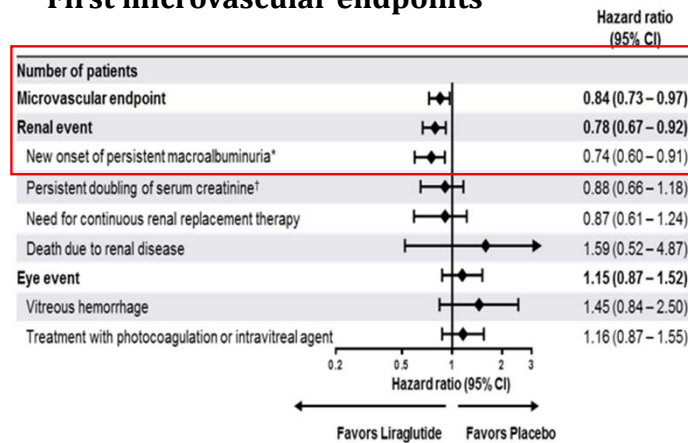 First microvascular endpoints
Hazard ratio
(95% CI)
Number of patients
Microvascular endpoint 0.84 (0.73 – 0.97)
Renal event 0.78 (0.67 – 0.92)
New onset of persistent macroalbuminuria* 0.74 (0.60 – 0.91)
Persistent doubling of serum creatinine† 0.88 (0.66 – 1.18)
Need for continuous renal replacement therapy 0.87 (0.61 – 1.24)
Death due to renal disease 1.59 (0.52 – 4.87)
Eye event 1.15 (0.87 – 1.52)
Vitreous hemorrhage 1.45 (0.84 – 2.50)
Treatment with photocoagulation or intravitreal agent 1.16 (0.87 – 1.55)
0.2 0.5 1 2 3
Hazard ratio (95% CI)
Favors Liraglutide Favors Placebo